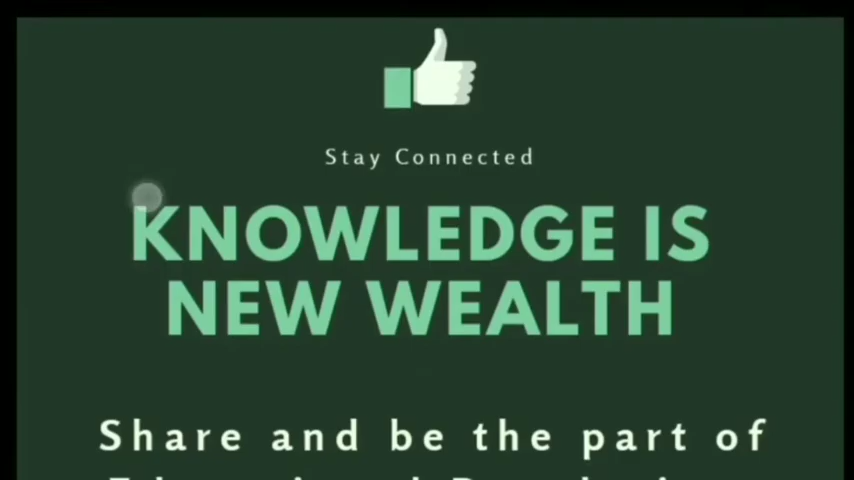 Stay Connected
KNOWLEDGE IS
NEW WEALTH
Share and be the part of